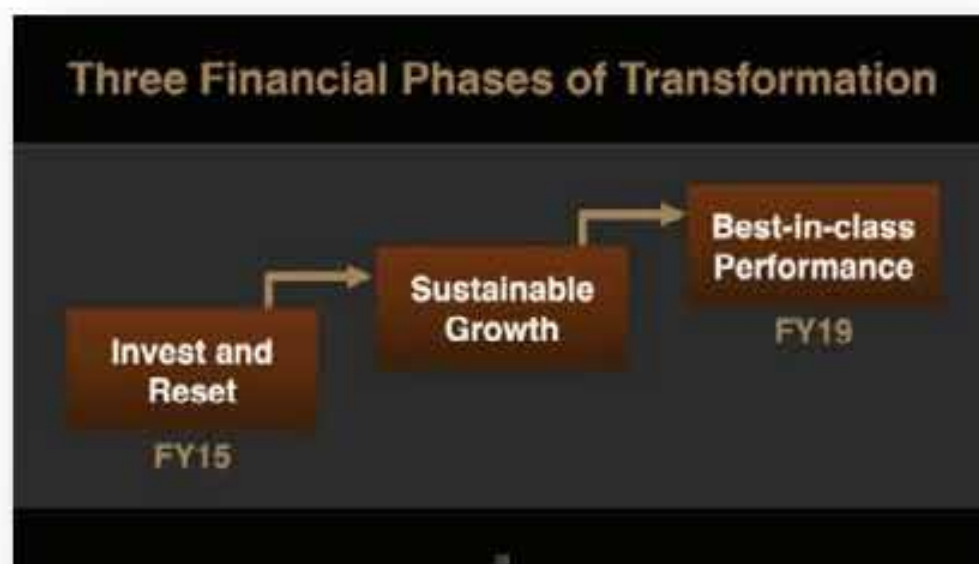 Three Financial Phases of Transformation
Invest and
Reset
FY15
Sustainable
Growth
Best-in-class
Performance
FY19